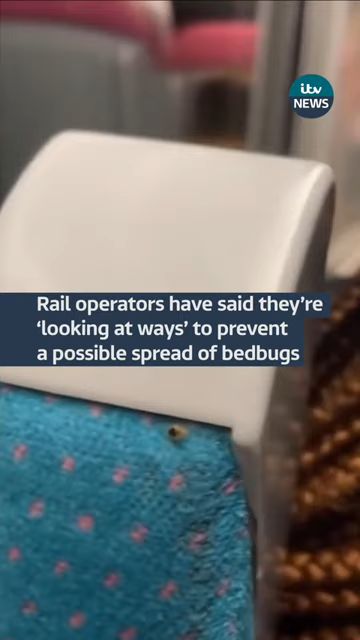 itv
NEWS
Rail operators have said they're
'looking at ways' to prevent
a possible spread of bedbugs